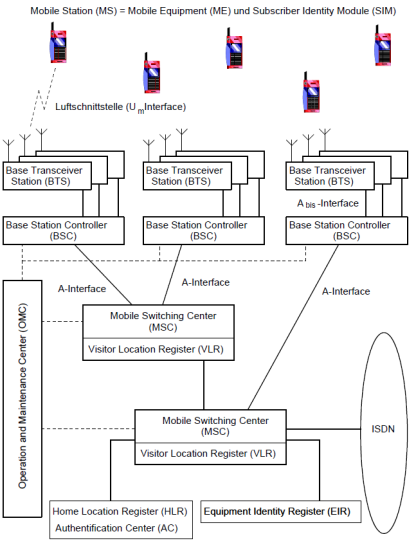 Mobile Station (MS) = Mobile Equipment (ME) und Subscriber Identity Module (SIM)
Luftschnittstelle (U m Interface)
Base Transceiver
Station (BTS)
Base Transceiver
Station (BTS)
Base Transceiver
Station (BTS)
A bis -Interface
Base Station Controller
(BSC)
Base Station Controller
(BSC)
Base Station Controller
(BSC)
A-Interface
A-Interface
A-Interface
Operation and Maintenance Center (OMC)
Mobile Switching Center
(MSC)
Visitor Location Register (VLR)
Mobile Switching Center
(MSC)
Visitor Location Register (VLR)
ISDN
Home Location Register (HLR)
Authentification Center (AC)
Equipment Identity Register (EIR)